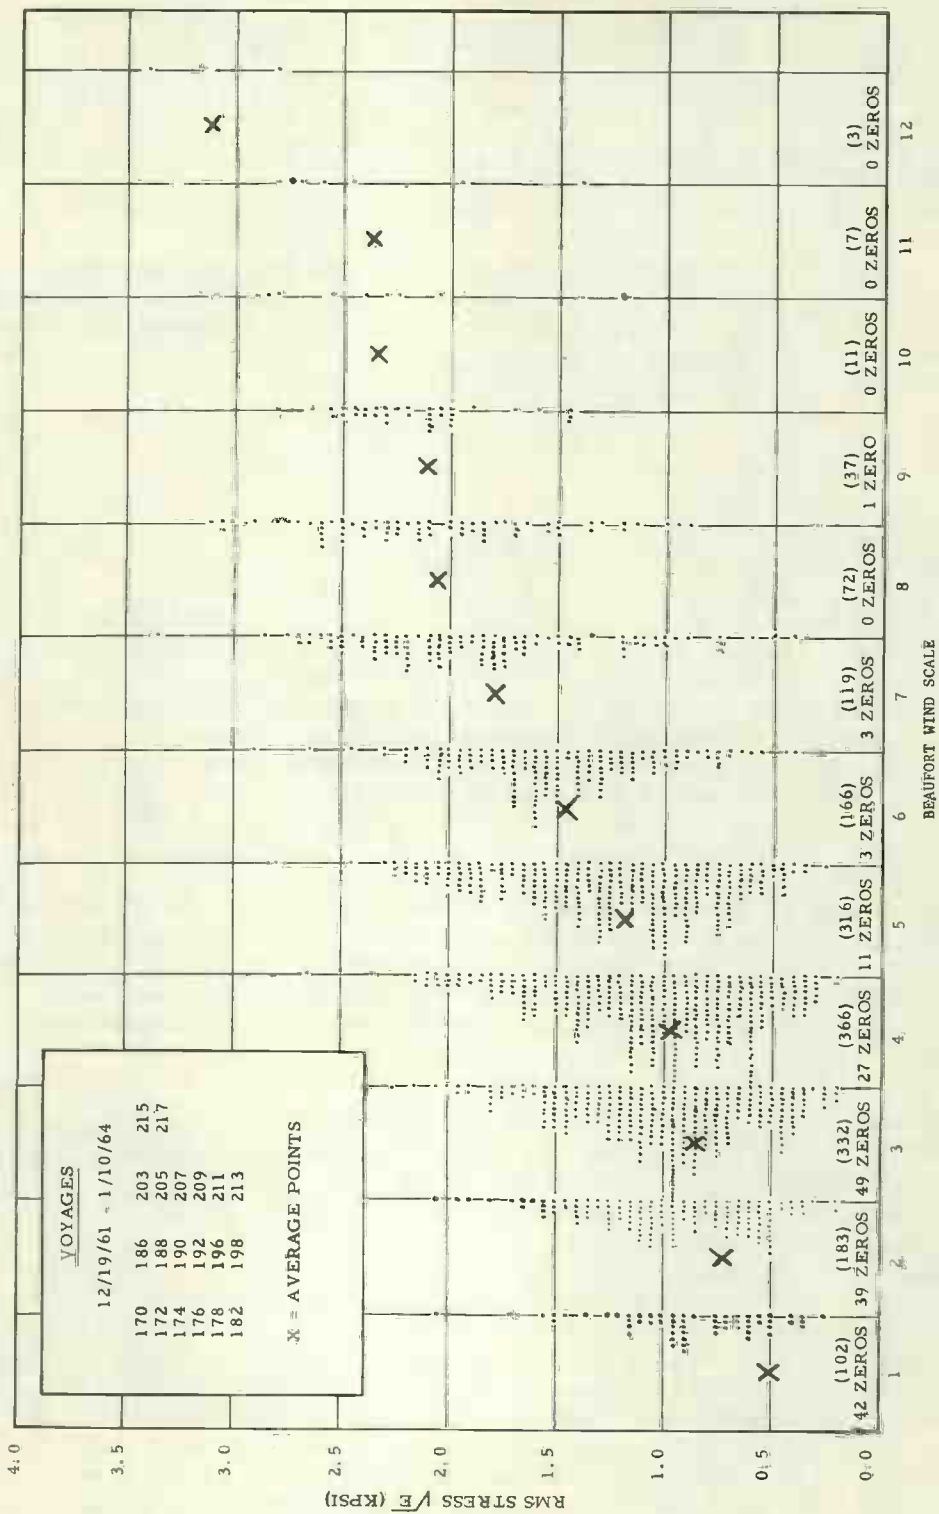 4.0
3.5
3.0
2.5
2.0
1.5
1.0
0.5
0.0
RMS STRESS √E (KPSI)
VOYAGES
12/19/61 - 1/10/64
170 186 203 215
172 188 205 217
174 190 207
176 192 209
178 196 211
182 198 213
X = AVERAGE POINTS
(102) (183) (332) (366) (316) (166) (119) (72) (37) (11) (7) (3)
42 ZEROS 39 ZEROS 49 ZEROS 27 ZEROS 11 ZEROS 3 ZEROS 3 ZEROS 0 ZEROS 1 ZERO 0 ZEROS 0 ZEROS 0 ZEROS
1 2 3 4 5 6 7 8 9 10 11 12
BEAUFORT WIND SCALE